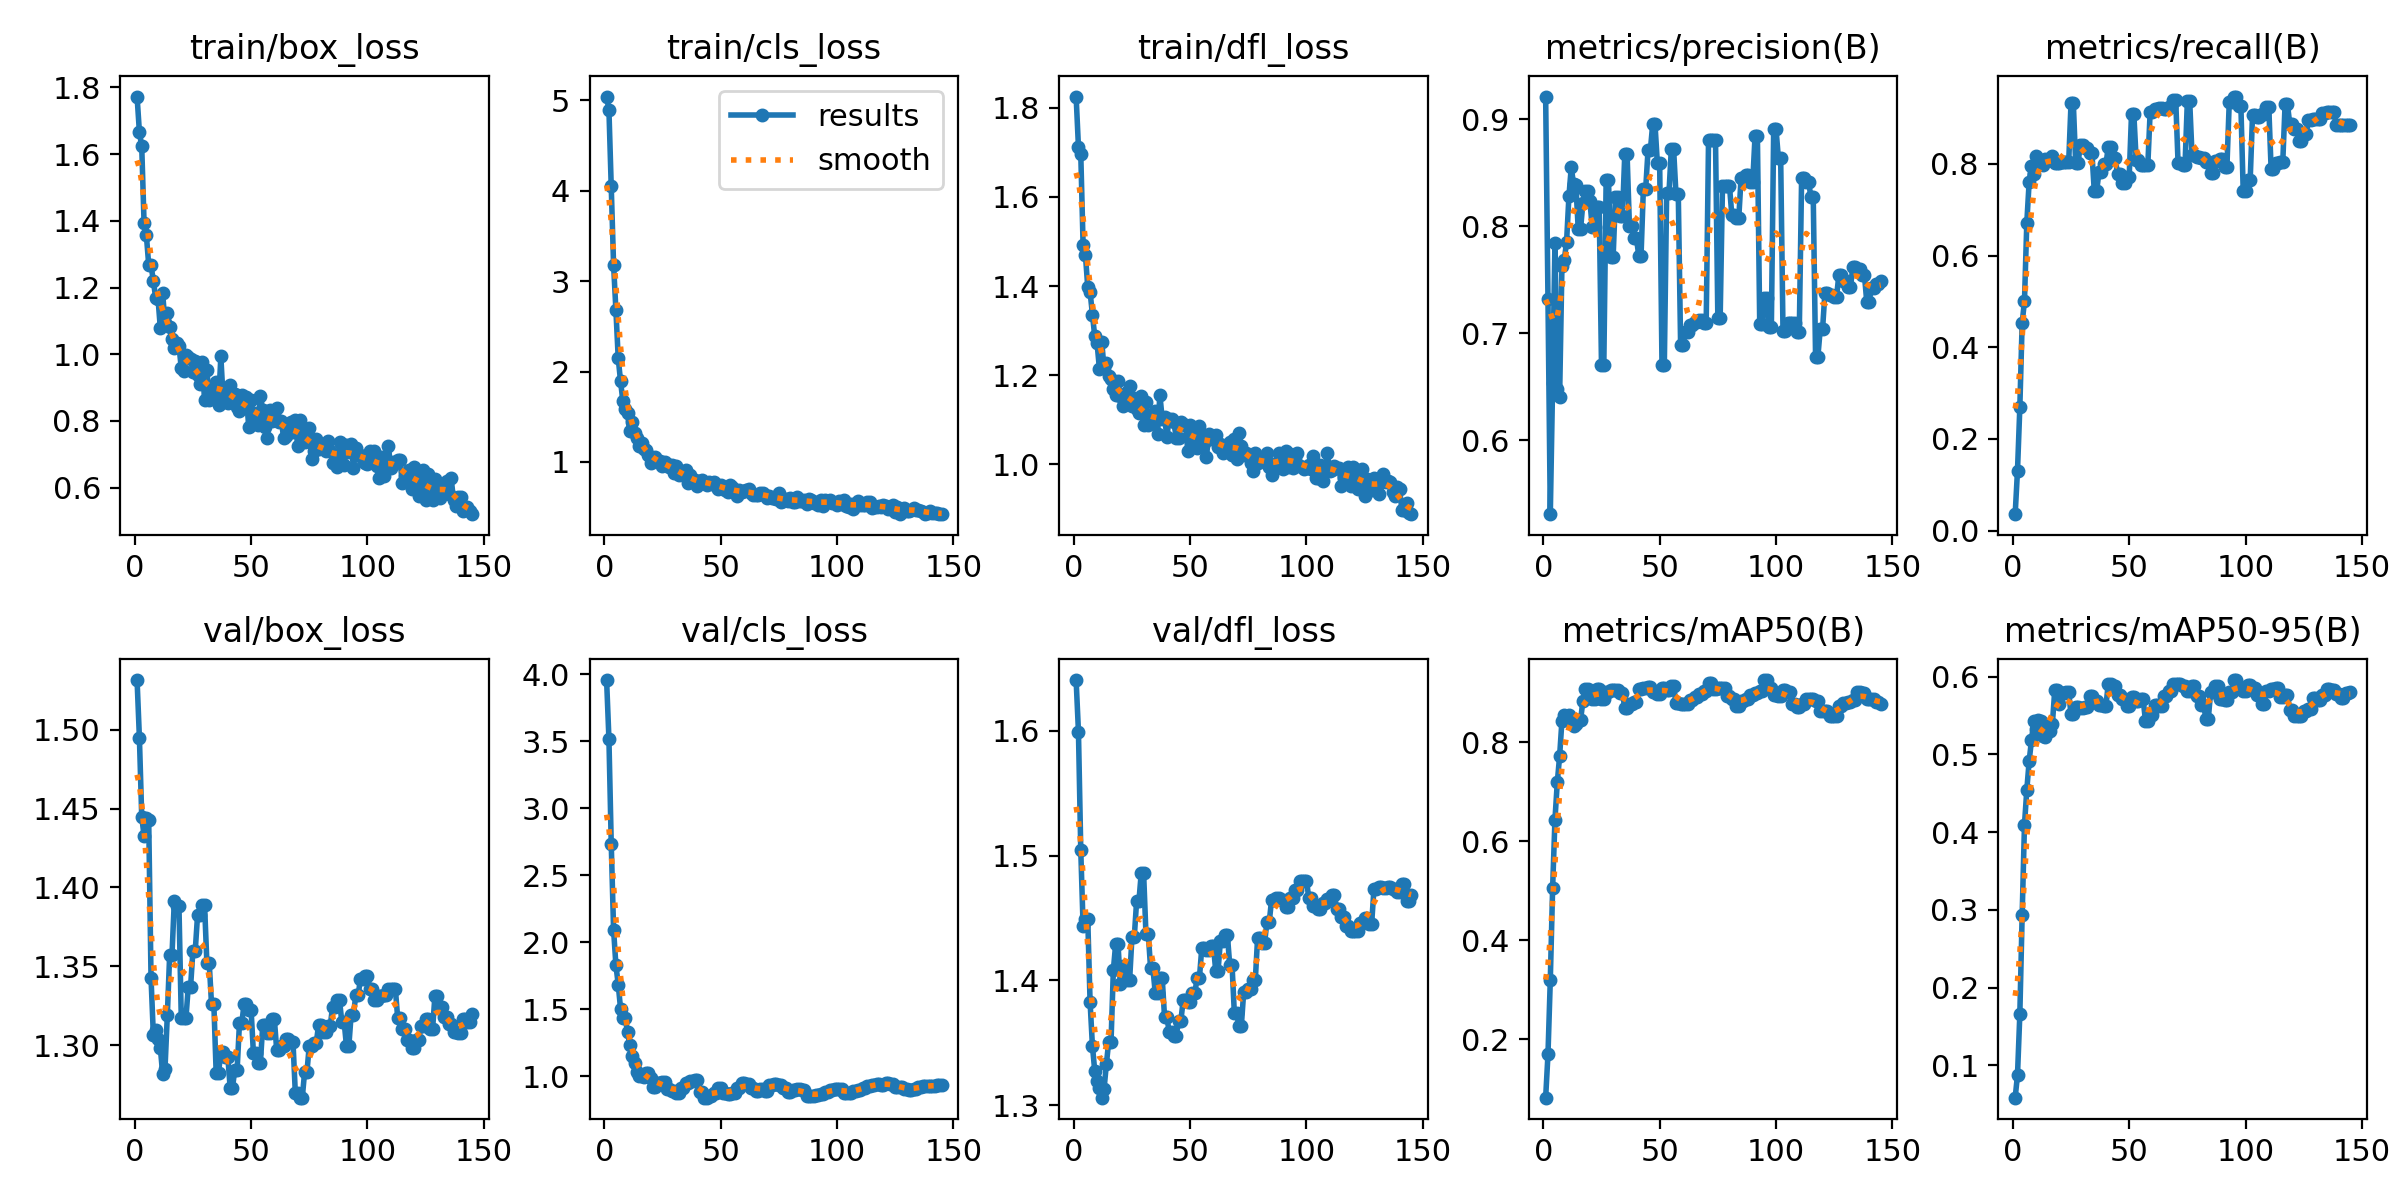 train/box_loss
1.8
1.6
1.4
1.2
1.0
0.8
0.6
0 50 100 150
train/cls_loss
results
smooth
5
4
3
2
1
0 50 100 150
train/dfl_loss
1.8
1.6
1.4
1.2
1.0
0 50 100 150
metrics/precision(B)
0.9
0.8
0.7
0.6
0 50 100 150
metrics/recall(B)
0.8
0.6
0.4
0.2
0.0
0 50 100 150
val/box_loss
1.50
1.45
1.40
1.35
1.30
0 50 100 150
val/cls_loss
4.0
3.5
3.0
2.5
2.0
1.5
1.0
0 50 100 150
val/dfl_loss
1.6
1.5
1.4
1.3
0 50 100 150
metrics/mAP50(B)
0.8
0.6
0.4
0.2
0 50 100 150
metrics/mAP50-95(B)
0.6
0.5
0.4
0.3
0.2
0.1
0 50 100 150